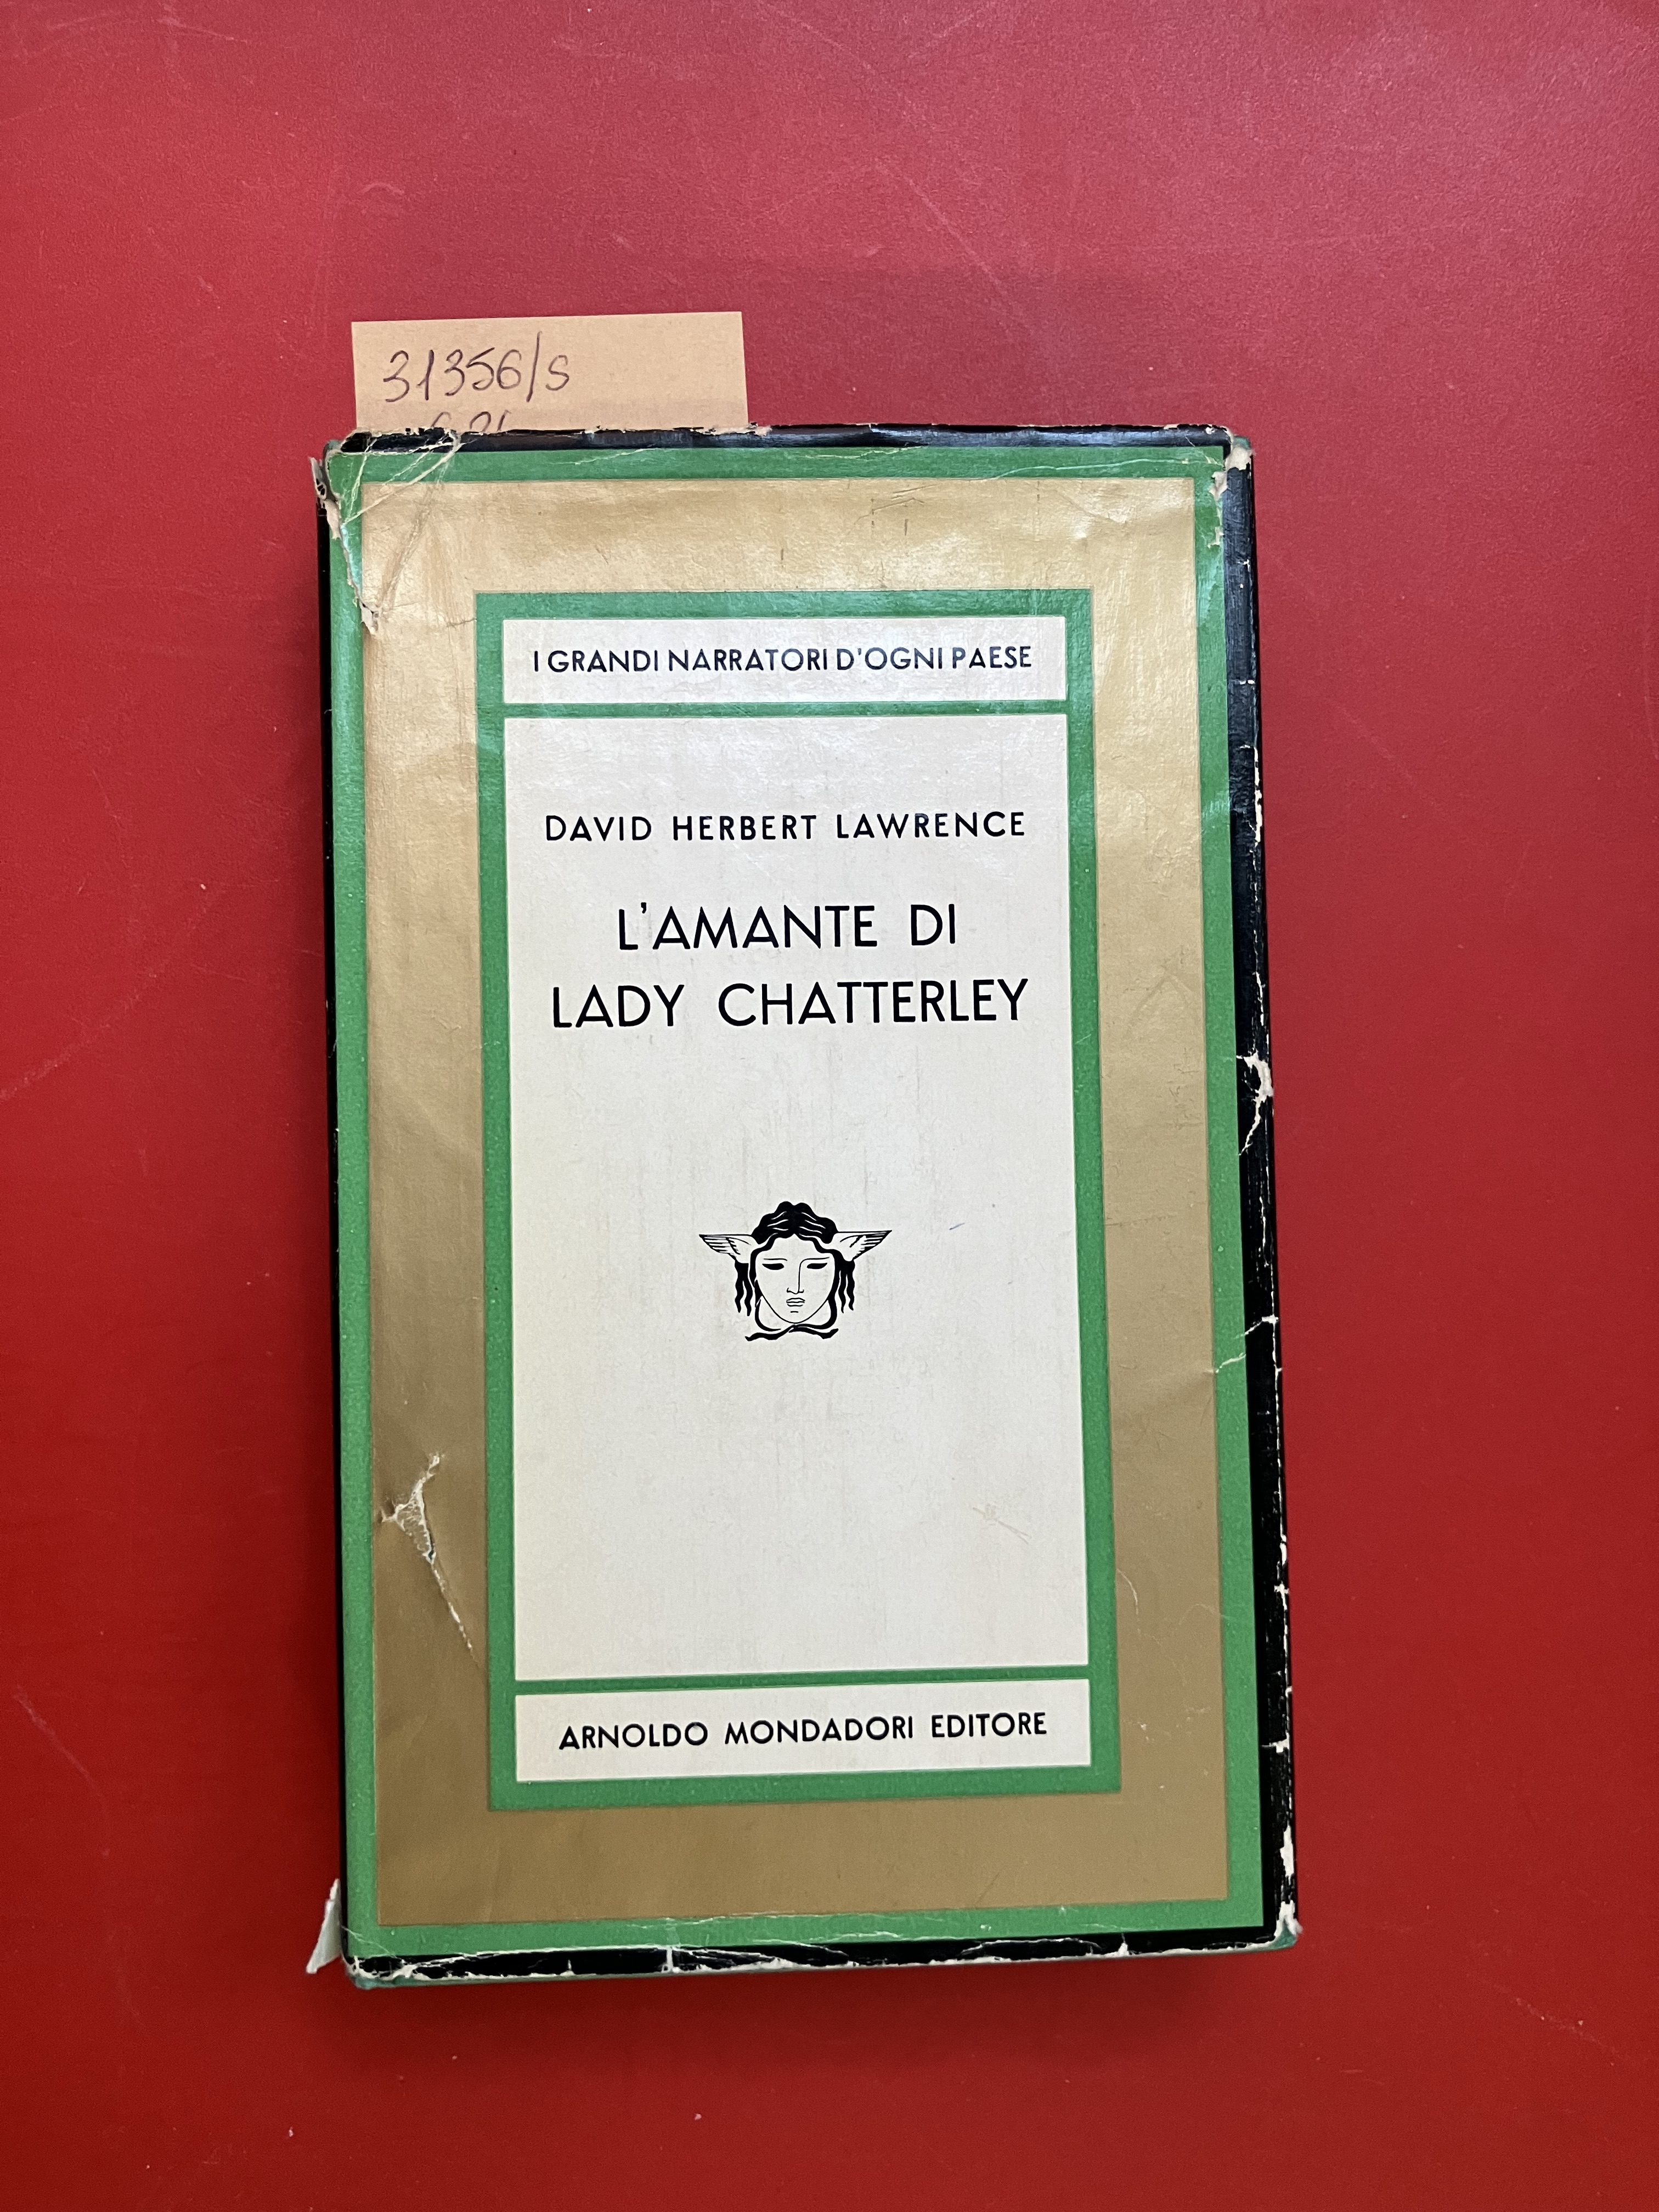 31356/s
I GRANDI NARRATORI D'OGNI PAESE
DAVID HERBERT LAWRENCE
L'AMANTE DI
LADY CHATTERLEY
ARNOLDO MONDADORI EDITORE